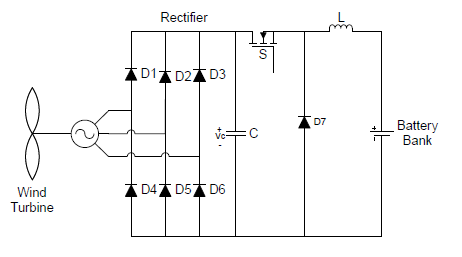 Rectifier
L
S
D1
D2
D3
D7
+
Vc
-
C
+
-
Battery
Bank
Wind
Turbine
D4
D5
D6